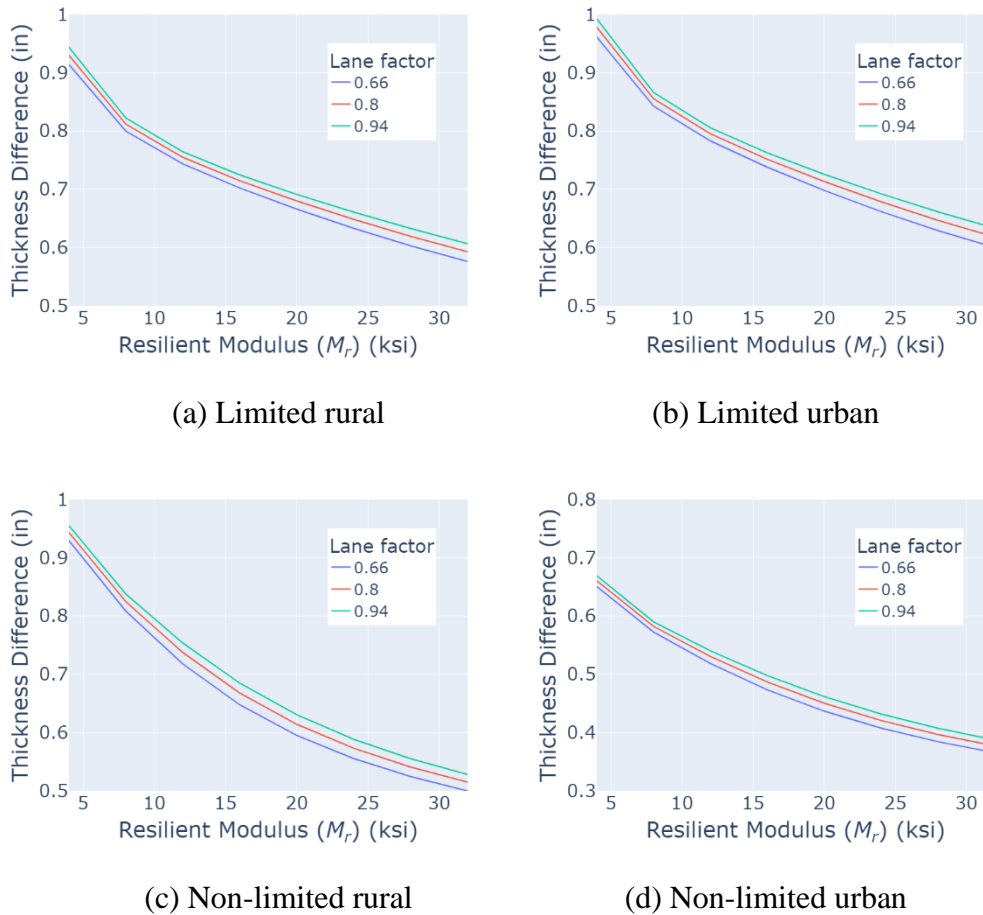 1
0.9
0.8
0.7
0.6
0.5
Thickness Difference (in)
5 10 15 20 25 30
Resilient Modulus (Mr) (ksi)
Lane factor
0.66
0.8
0.94
(a) Limited rural
1
0.9
0.8
0.7
0.6
0.5
Thickness Difference (in)
5 10 15 20 25 30
Resilient Modulus (Mr) (ksi)
Lane factor
0.66
0.8
0.94
(b) Limited urban
1
0.9
0.8
0.7
0.6
0.5
Thickness Difference (in)
5 10 15 20 25 30
Resilient Modulus (Mr) (ksi)
Lane factor
0.66
0.8
0.94
(c) Non-limited rural
0.8
0.7
0.6
0.5
0.4
0.3
Thickness Difference (in)
5 10 15 20 25 30
Resilient Modulus (Mr) (ksi)
Lane factor
0.66
0.8
0.94
(d) Non-limited urban